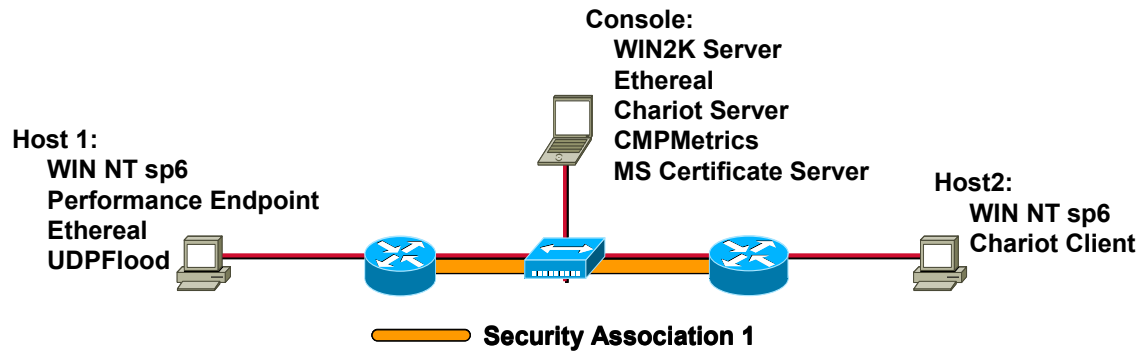 Console:
WIN2K Server
Ethereal
Chariot Server
CMPMetrics
MS Certificate Server
Host 1:
WIN NT sp6
Performance Endpoint
Ethereal
UDPFlood
Host2:
WIN NT sp6
Chariot Client
Security Association 1